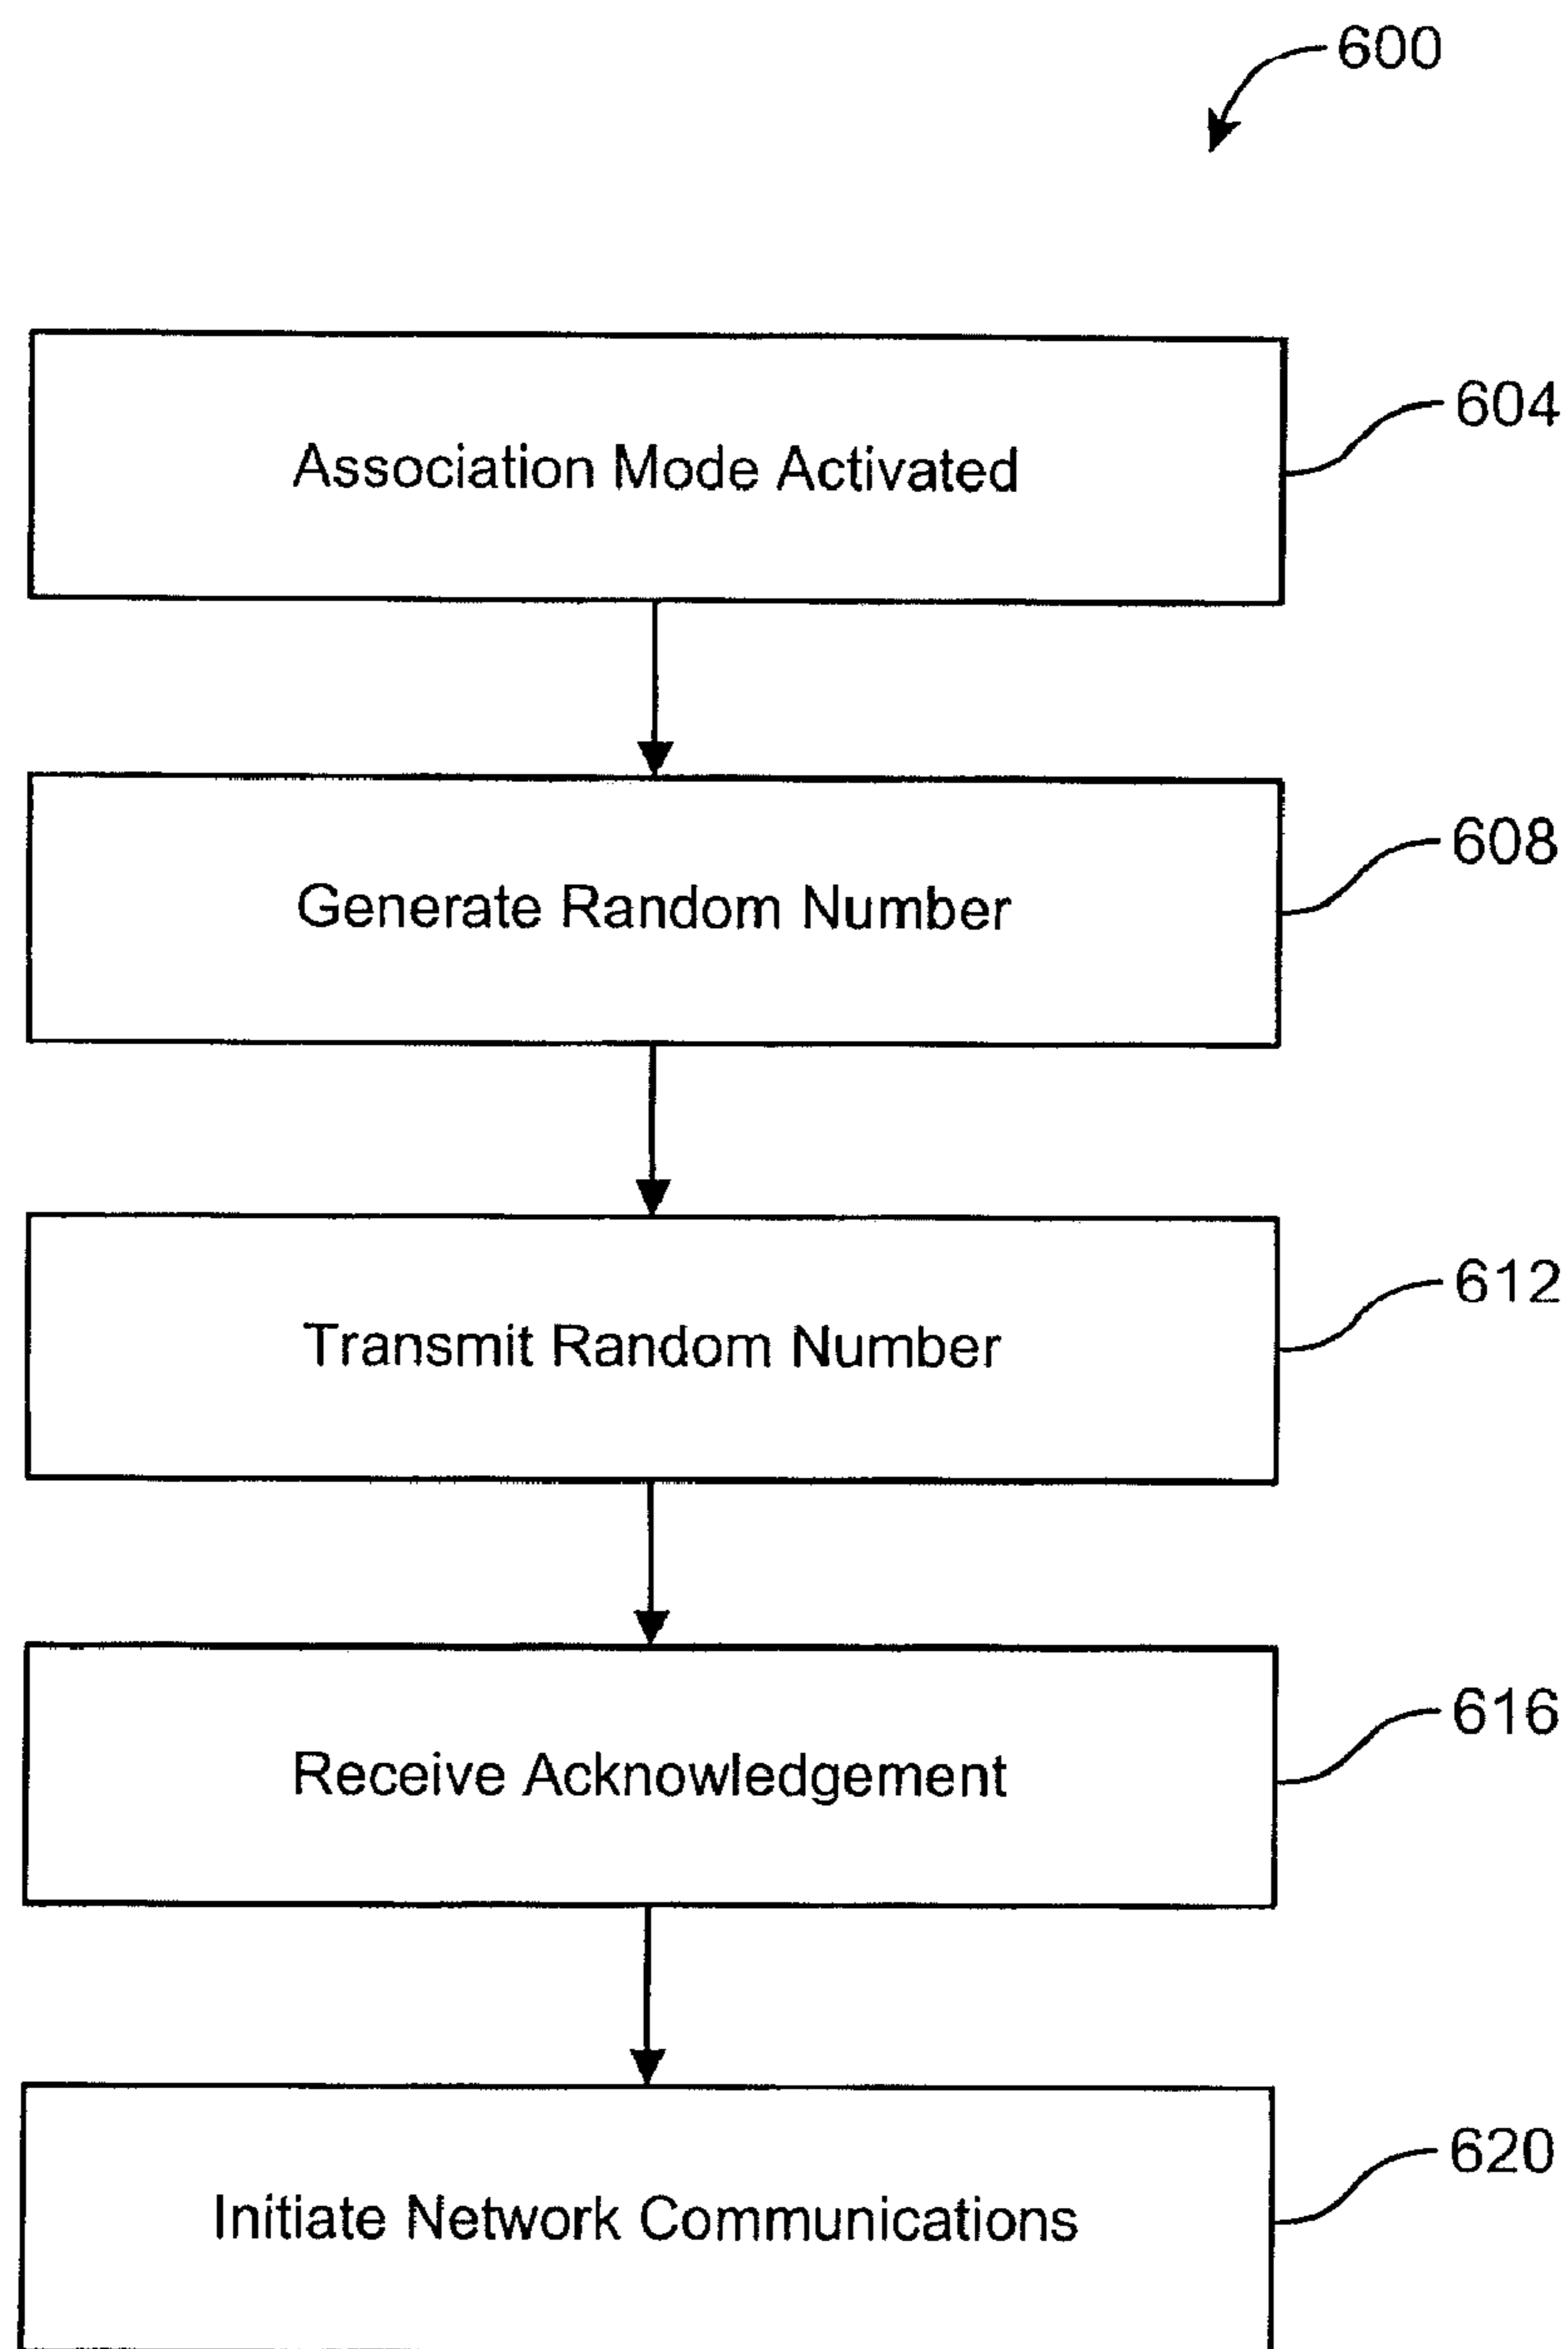 600
Association Mode Activated
604
Generate Random Number
608
Transmit Random Number
612
Receive Acknowledgement
616
Initiate Network Communications
620